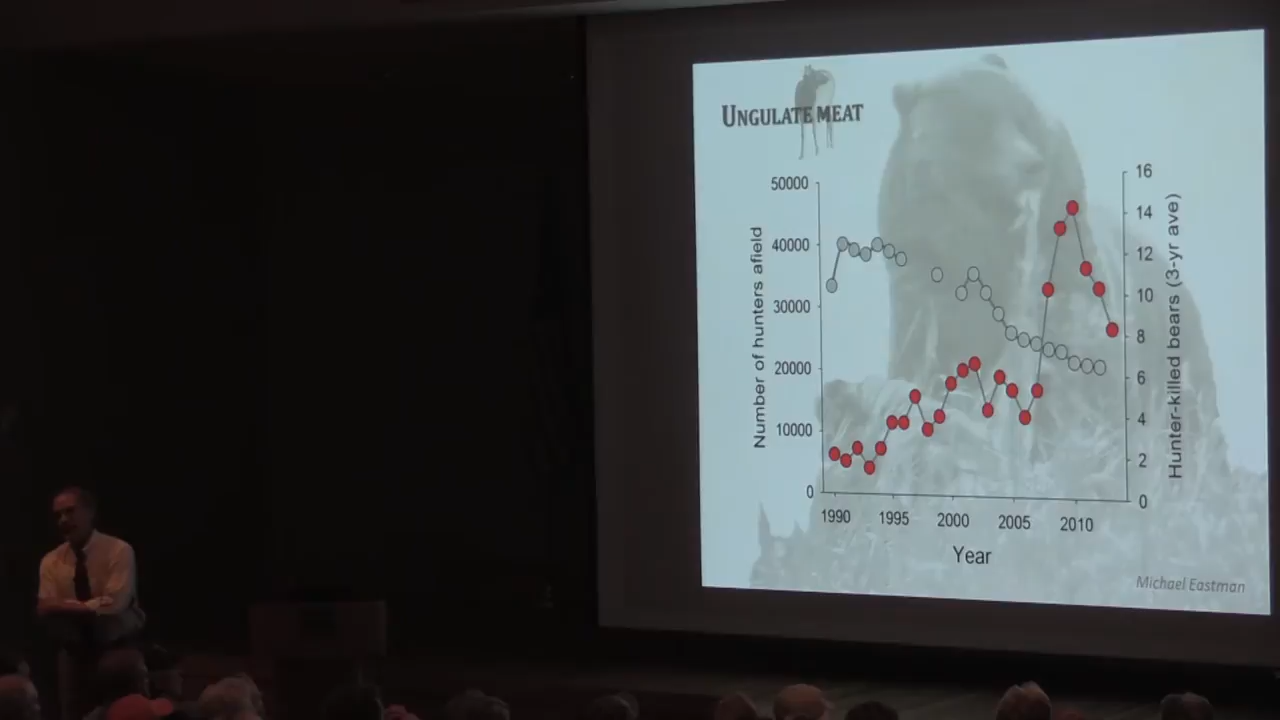 UNGULATE MEAT
50000
40000
30000
20000
10000
0
Number of hunters afield
16
14
12
10
8
6
4
2
0
Hunter-killed bears (3-yr ave)
1990 1995 2000 2005 2010
Year
Michael Eastman